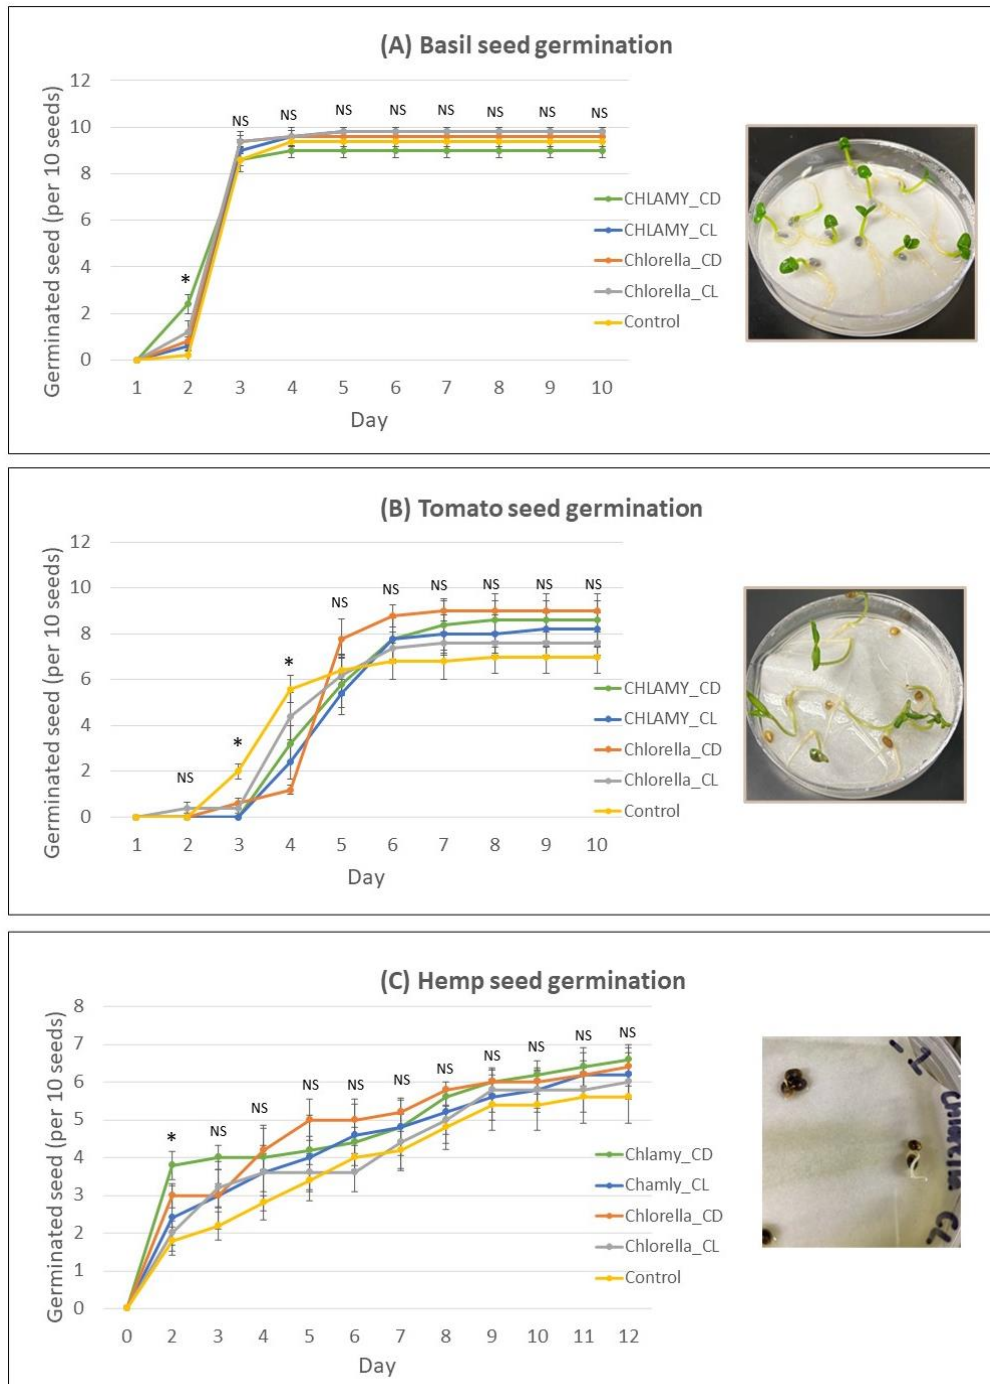 (A) Basil seed germination
Germinated seed (per 10 seeds)
12
10
8
6
4
2
0
*
NS
NS
NS
NS
NS
NS
NS
NS
1
2
3
4
5
6
7
8
9
10
Day
CHLAMY_CD
CHLAMY_CL
Chlorella_CD
Chlorella_CL
Control
(B) Tomato seed germination
Germinated seed (per 10 seeds)
12
10
8
6
4
2
0
NS
*
*
NS
NS
NS
NS
NS
NS
1
2
3
4
5
6
7
8
9
10
Day
CHLAMY_CD
CHLAMY_CL
Chlorella_CD
Chlorella_CL
Control
(C) Hemp seed germination
Germinated seed (per 10 seeds)
8
7
6
5
4
3
2
1
0
*
NS
NS
NS
NS
NS
NS
NS
NS
NS
NS
0
2
3
4
5
6
7
8
9
10
11
12
Day
Chlamy_CD
Chamly_CL
Chlorella_CD
Chlorella_CL
Control
CL